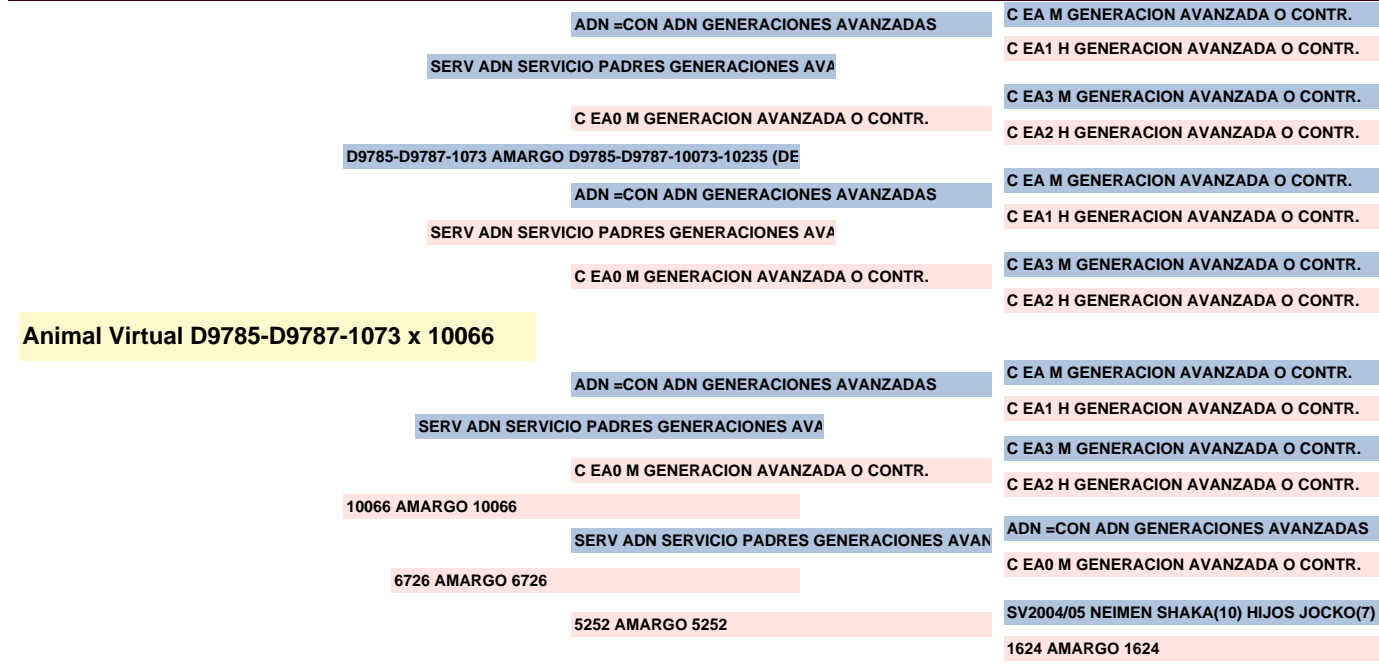 C EA M GENERACION AVANZADA O CONTR.
ADN =CON ADN GENERACIONES AVANZADAS
C EA1 H GENERACION AVANZADA O CONTR.
SERV ADN SERVICIO PADRES GENERACIONES AVA
C EA3 M GENERACION AVANZADA O CONTR.
C EA0 M GENERACION AVANZADA O CONTR.
C EA2 H GENERACION AVANZADA O CONTR.
D9785-D9787-1073 AMARGO D9785-D9787-10073-10235 (DE
C EA M GENERACION AVANZADA O CONTR.
ADN =CON ADN GENERACIONES AVANZADAS
C EA1 H GENERACION AVANZADA O CONTR.
SERV ADN SERVICIO PADRES GENERACIONES AVA
C EA3 M GENERACION AVANZADA O CONTR.
C EA0 M GENERACION AVANZADA O CONTR.
C EA2 H GENERACION AVANZADA O CONTR.
Animal Virtual D9785-D9787-1073 x 10066
C EA M GENERACION AVANZADA O CONTR.
ADN =CON ADN GENERACIONES AVANZADAS
C EA1 H GENERACION AVANZADA O CONTR.
SERV ADN SERVICIO PADRES GENERACIONES AVA
C EA3 M GENERACION AVANZADA O CONTR.
C EA0 M GENERACION AVANZADA O CONTR.
C EA2 H GENERACION AVANZADA O CONTR.
10066 AMARGO 10066
ADN =CON ADN GENERACIONES AVANZADAS
SERV ADN SERVICIO PADRES GENERACIONES AVAN
C EA0 M GENERACION AVANZADA O CONTR.
6726 AMARGO 6726
SV2004/05 NEIMEN SHAKA(10) HIJOS JOCKO(7)
5252 AMARGO 5252
1624 AMARGO 1624